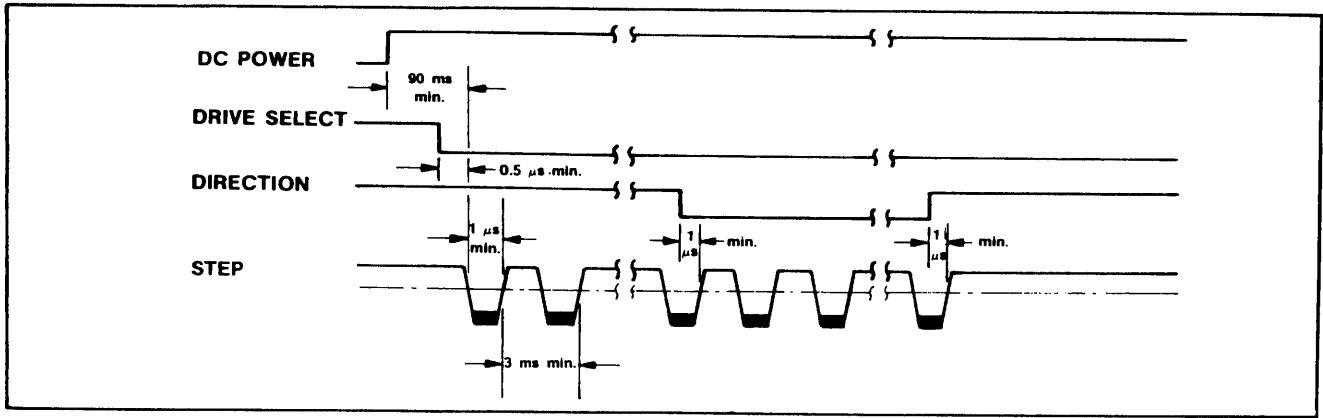 DC POWER
90 ms
min.
DRIVE SELECT
0.5 μs min.
DIRECTION
1 μs
min.
1
μs
min.
1
μs
min.
STEP
3 ms min.